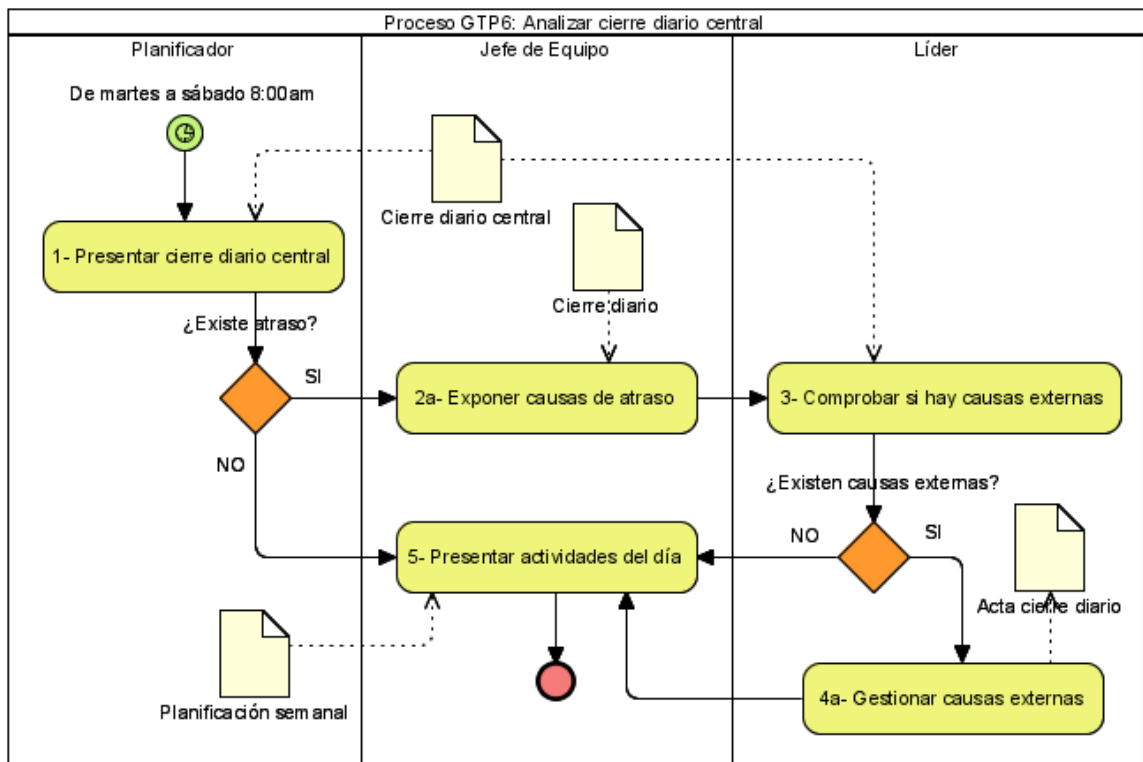 Proceso GTP6: Analizar cierre diario central
Planificador
Jefe de Equipo
Líder
De martes a sábado 8:00am
Cierre diario central
1- Presentar cierre diario central
Cierre diario
¿Existe atraso?
SI
2a- Exponer causas de atraso
3- Comprobar si hay causas externas
NO
¿Existen causas externas?
5- Presentar actividades del día
NO
SI
Acta cierre diario
Planificación semanal
4a- Gestionar causas externas